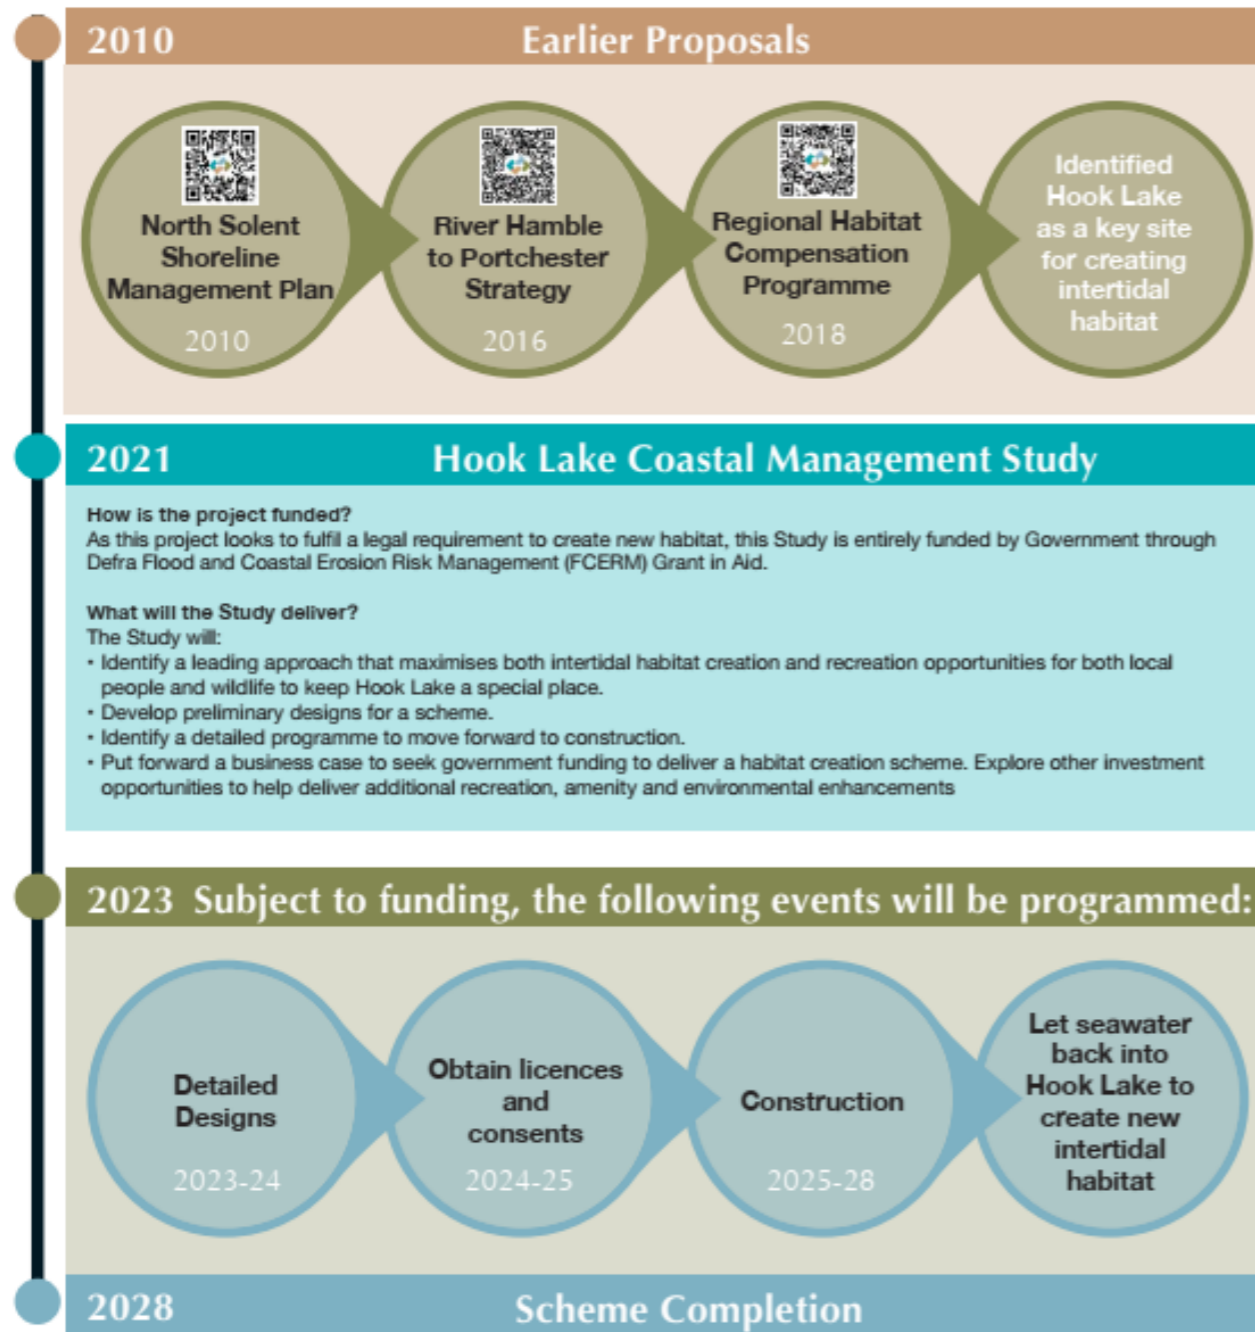 2010 Earlier Proposals
North Solent
Shoreline
Management Plan
2010
River Hamble
to Portchester
Strategy
2016
Regional Habitat
Compensation
Programme
2018
Identified
Hook Lake
as a key site
for creating
intertidal
habitat
2021 Hook Lake Coastal Management Study
How is the project funded?
As this project looks to fulfil a legal requirement to create new habitat, this Study is entirely funded by Government through
Defra Flood and Coastal Erosion Risk Management (FCERM) Grant in Aid.
What will the Study deliver?
The Study will:
• Identify a leading approach that maximises both intertidal habitat creation and recreation opportunities for both local
people and wildlife to keep Hook Lake a special place.
• Develop preliminary designs for a scheme.
• Identify a detailed programme to move forward to construction.
• Put forward a business case to seek government funding to deliver a habitat creation scheme. Explore other investment
opportunities to help deliver additional recreation, amenity and environmental enhancements
2023 Subject to funding, the following events will be programmed:
Detailed
Designs
2023-24
Obtain licences
and
consents
2024-25
Construction
2025-28
Let seawater
back into
Hook Lake to
create new
intertidal
habitat
2028 Scheme Completion